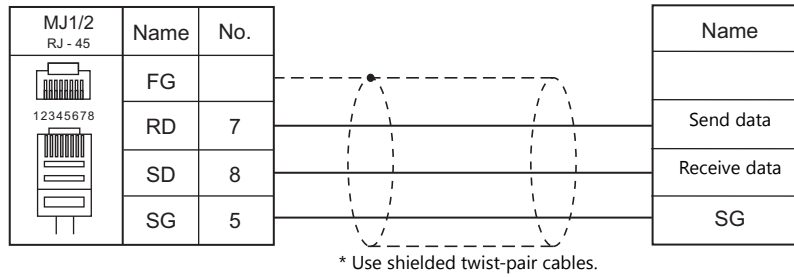 MJ1/2
RJ - 45
Name
No.
Name
FG
12345678
RD
7
Send data
SD
8
Receive data
SG
5
SG
* Use shielded twist-pair cables.